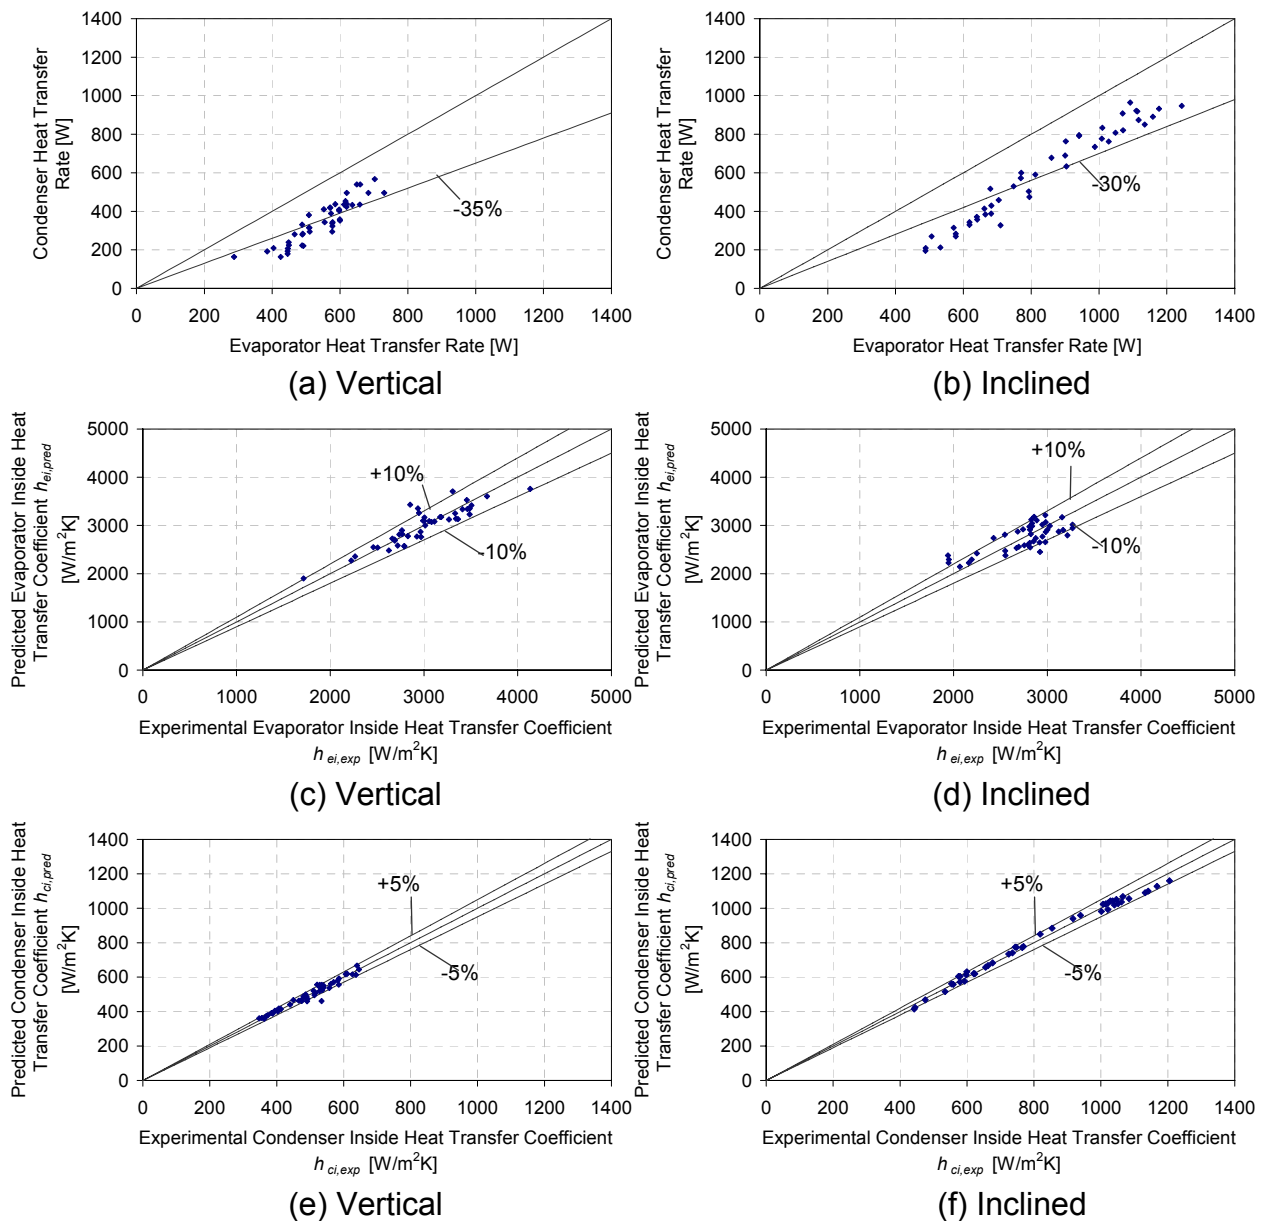 1400
1200
1000
800
600
400
200
0
Condenser Heat Transfer
Rate [W]
-35%
0 200 400 600 800 1000 1200 1400
Evaporator Heat Transfer Rate [W]
(a) Vertical
1400
1200
1000
800
600
400
200
0
Condenser Heat Transfer
Rate [W]
-30%
0 200 400 600 800 1000 1200 1400
Evaporator Heat Transfer Rate [W]
(b) Inclined
5000
4000
3000
2000
1000
0
Predicted Evaporator Inside Heat
Transfer Coefficient h ei,pred
[W/m²K]
+10%
-10%
0 1000 2000 3000 4000 5000
Experimental Evaporator Inside Heat Transfer Coefficient
h ei,exp [W/m²K]
(c) Vertical
5000
4000
3000
2000
1000
0
Predicted Evaporator Inside Heat
Transfer Coefficient h ei,pred
[W/m²K]
+10%
-10%
0 1000 2000 3000 4000 5000
Experimental Evaporator Inside Heat Transfer Coefficient
h ei,exp [W/m²K]
(d) Inclined
1400
1200
1000
800
600
400
200
0
Predicted Condenser Inside Heat
Transfer Coefficient h ci,pred
[W/m²K]
+5%
-5%
0 200 400 600 800 1000 1200 1400
Experimental Condenser Inside Heat Transfer Coefficient
h ci,exp [W/m²K]
(e) Vertical
1400
1200
1000
800
600
400
200
0
Predicted Condenser Inside Heat
Transfer Coefficient h ci,pred
[W/m²K]
+5%
-5%
0 200 400 600 800 1000 1200 1400
Experimental Condenser Inside Heat Transfer Coefficient
h ci,exp [W/m²K]
(f) Inclined